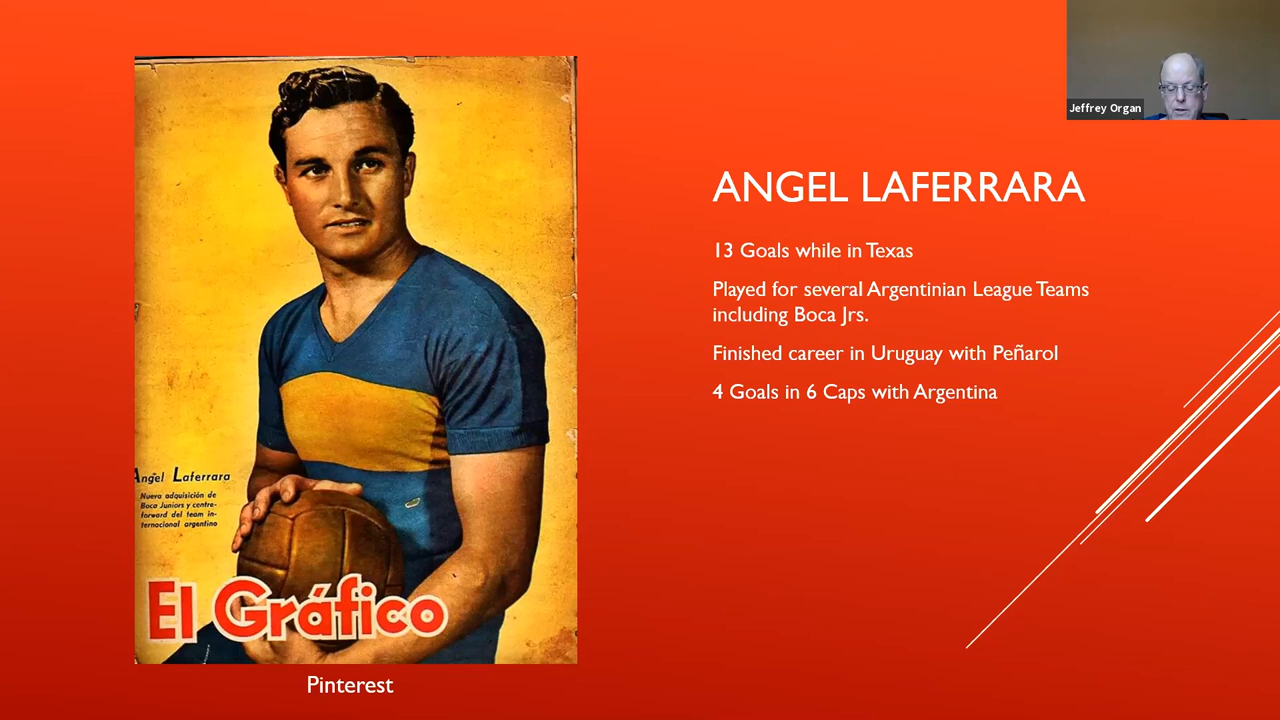 Jeffrey Organ
ANGEL LAFERRARA
13 Goals while in Texas
Played for several Argentinian League Teams
including Boca Jrs.
Finished career in Uruguay with Peñarol
4 Goals in 6 Caps with Argentina
Angel Laferrara
Nueva adquisición de
Boca Juniors y centre-
forward del team in-
ternacional argentino
El Gráfico
Pinterest